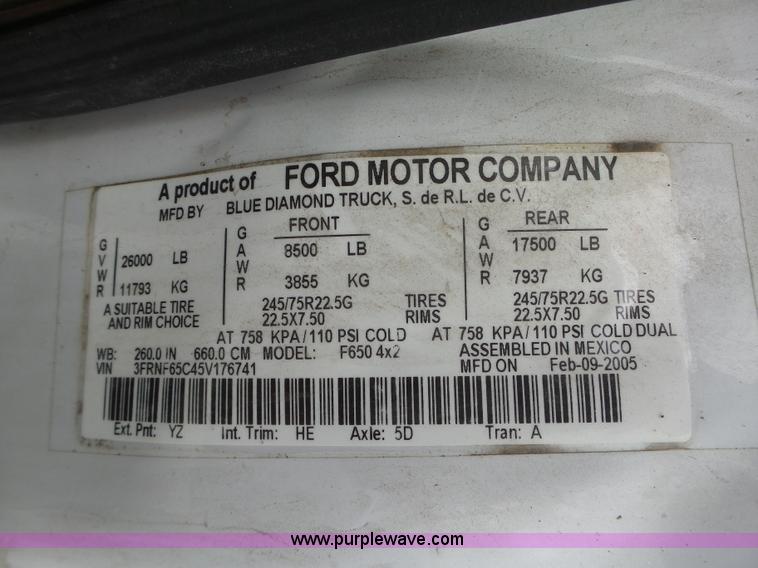 A product of FORD MOTOR COMPANY
MFD BY BLUE DIAMOND TRUCK, S. de R.L. de C.V.
GVWR 26000 LB 11793 KG
GAWR FRONT 8500 LB 3855 KG
GAWR REAR 17500 LB 7937 KG
A SUITABLE TIRE AND RIM CHOICE
245/75R22.5G TIRES 245/75R22.5G TIRES
22.5X7.50 RIMS 22.5X7.50 RIMS
AT 758 KPA/110 PSI COLD AT 758 KPA/110 PSI COLD DUAL
WB: 260.0 IN 660.0 CM MODEL: F650 4x2 ASSEMBLED IN MEXICO
VIN 3FRNF65C45V176741 MFD ON Feb-09-2005
Ext. Pnt: YZ Int. Trim: HE Axle: 5D Tran: A
www.purplewave.com